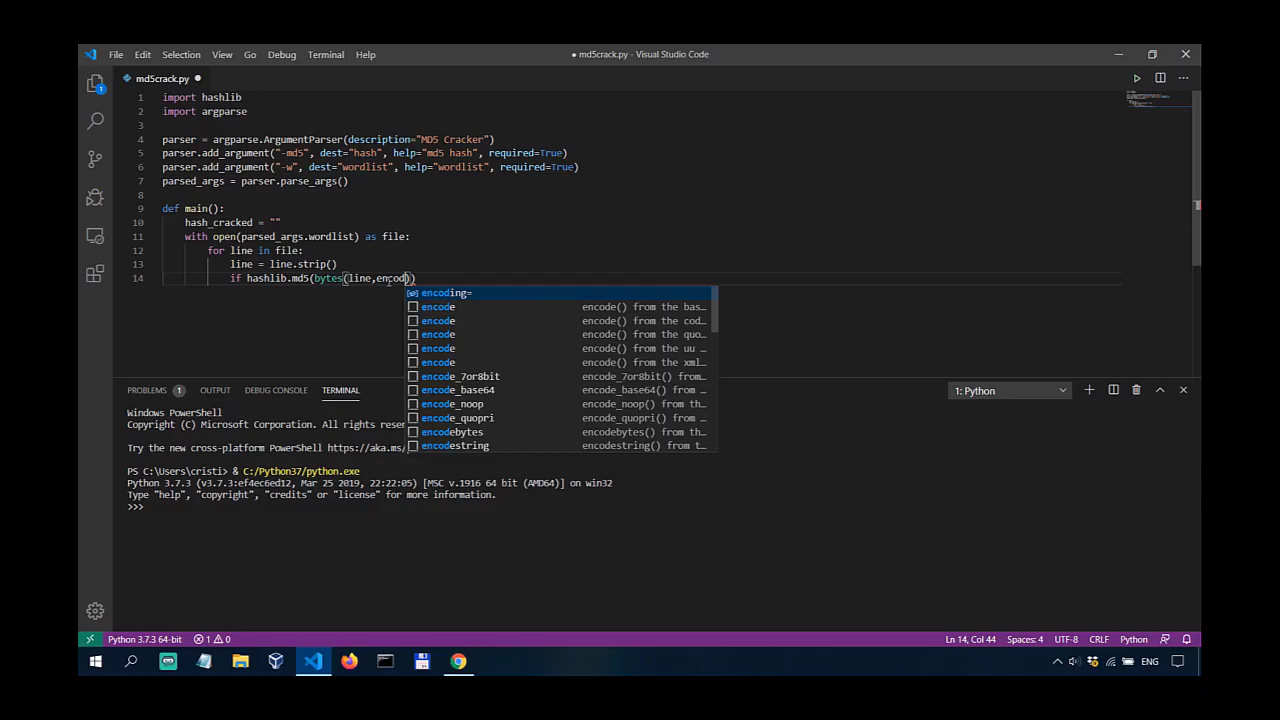 File Edit Selection View Go Debug Terminal Help ● md5crack.py - Visual Studio Code
md5crack.py ●
1 import hashlib
2 import argparse
3
4 parser = argparse.ArgumentParser(description="MD5 Cracker")
5 parser.add_argument("-md5", dest="hash", help="md5 hash", required=True)
6 parser.add_argument("-w", dest="wordlist", help="wordlist", required=True)
7 parsed_args = parser.parse_args()
8
9 def main():
10 hash_cracked = ""
11 with open(parsed_args.wordlist) as file:
12 for line in file:
13 line = line.strip()
14 if hashlib.md5(bytes(line,encod))
encoding=
encode encode() from the bas…
encode encode() from the cod…
encode encode() from the quo…
encode encode() from the uu …
encode encode() from the xml…
encode_7or8bit encode_7or8bit() from…
encode_base64 encode_base64() from …
encode_noop encode_noop() from th…
encode_quopri encode_quopri() from …
encodebytes encodebytes() from th…
encodestring encodestring() from t…
PROBLEMS 1 OUTPUT DEBUG CONSOLE TERMINAL 1: Python
Windows PowerShell
Copyright (C) Microsoft Corporation. All rights rese
Try the new cross-platform PowerShell https://aka.ms/
PS C:\Users\cristi> & C:/Python37/python.exe
Python 3.7.3 (v3.7.3:ef4ec6ed12, Mar 25 2019, 22:22:05) [MSC v.1916 64 bit (AMD64)] on win32
Type "help", "copyright", "credits" or "license" for more information.
>>>
Python 3.7.3 64-bit 1 0 Ln 14, Col 44 Spaces: 4 UTF-8 CRLF Python
ENG